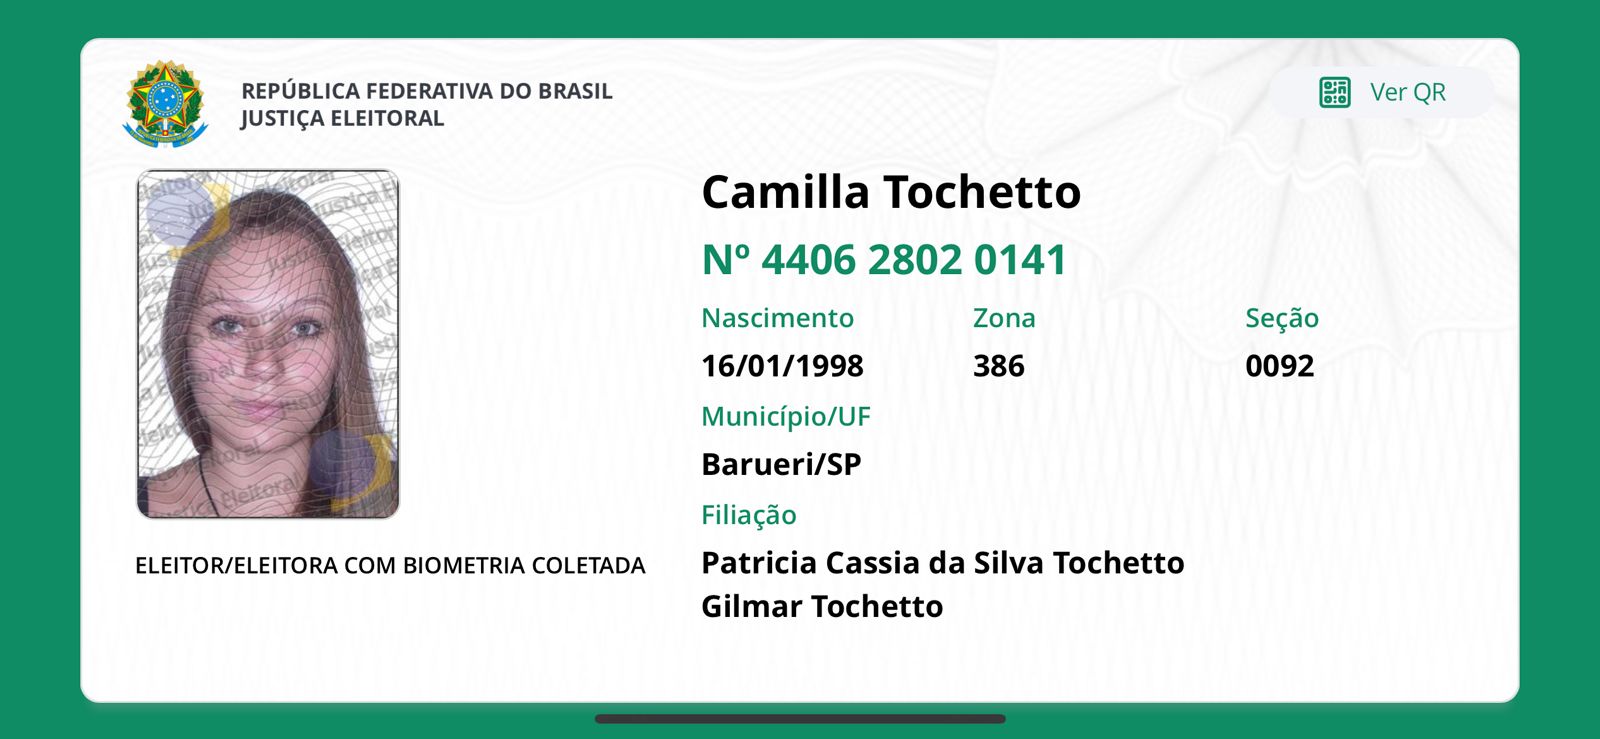 REPÚBLICA FEDERATIVA DO BRASIL
JUSTIÇA ELEITORAL
Ver QR
Camilla Tochetto
Nº 4406 2802 0141
Nascimento Zona Seção
16/01/1998 386 0092
Município/UF
Barueri/SP
Filiação
Patricia Cassia da Silva Tochetto
Gilmar Tochetto
ELEITOR/ELEITORA COM BIOMETRIA COLETADA